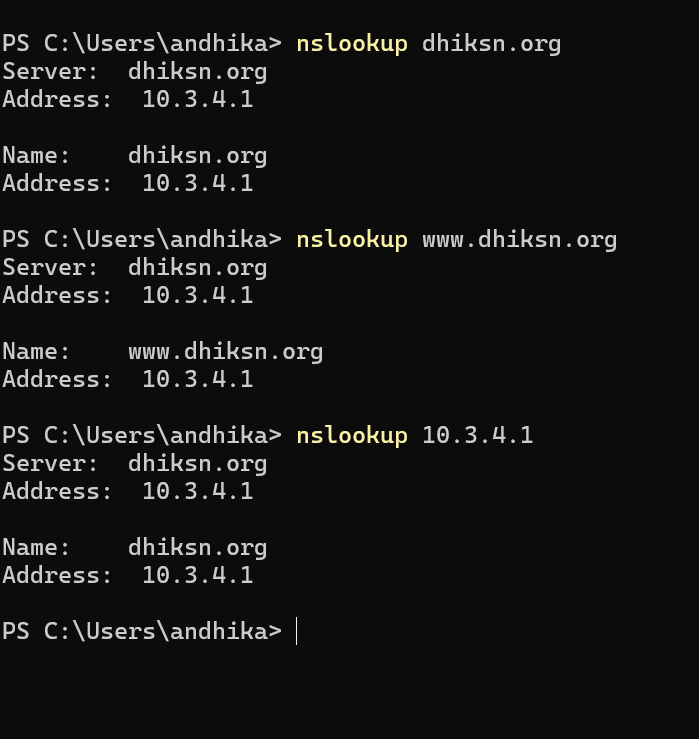 PS C:\Users\andhika> nslookup dhiksn.org
Server:  dhiksn.org
Address:  10.3.4.1

Name:    dhiksn.org
Address:  10.3.4.1

PS C:\Users\andhika> nslookup www.dhiksn.org
Server:  dhiksn.org
Address:  10.3.4.1

Name:    www.dhiksn.org
Address:  10.3.4.1

PS C:\Users\andhika> nslookup 10.3.4.1
Server:  dhiksn.org
Address:  10.3.4.1

Name:    dhiksn.org
Address:  10.3.4.1

PS C:\Users\andhika>